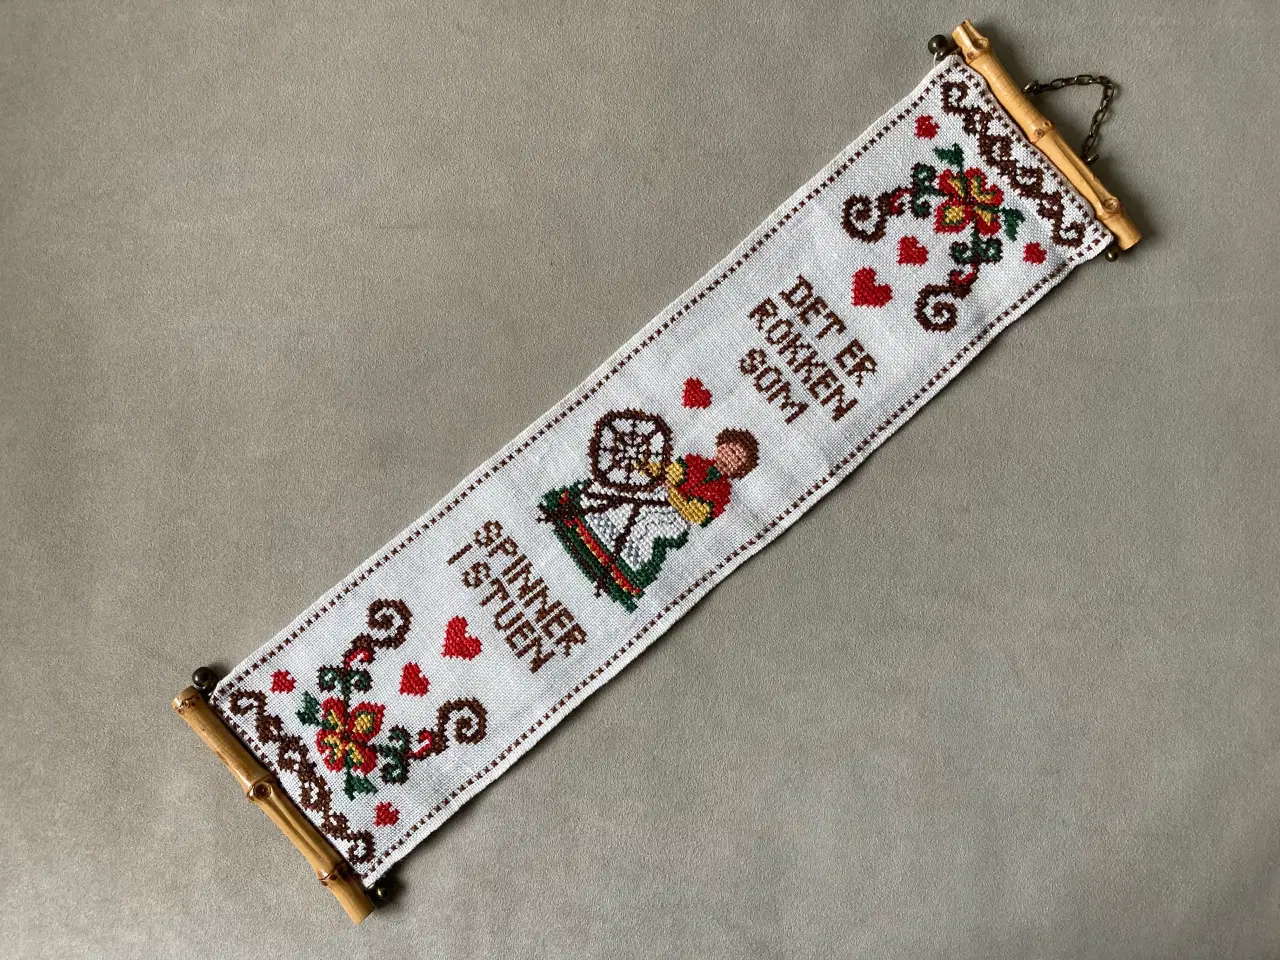 DET ER
ROKKEN
SOM
SPINNER
I STUEN